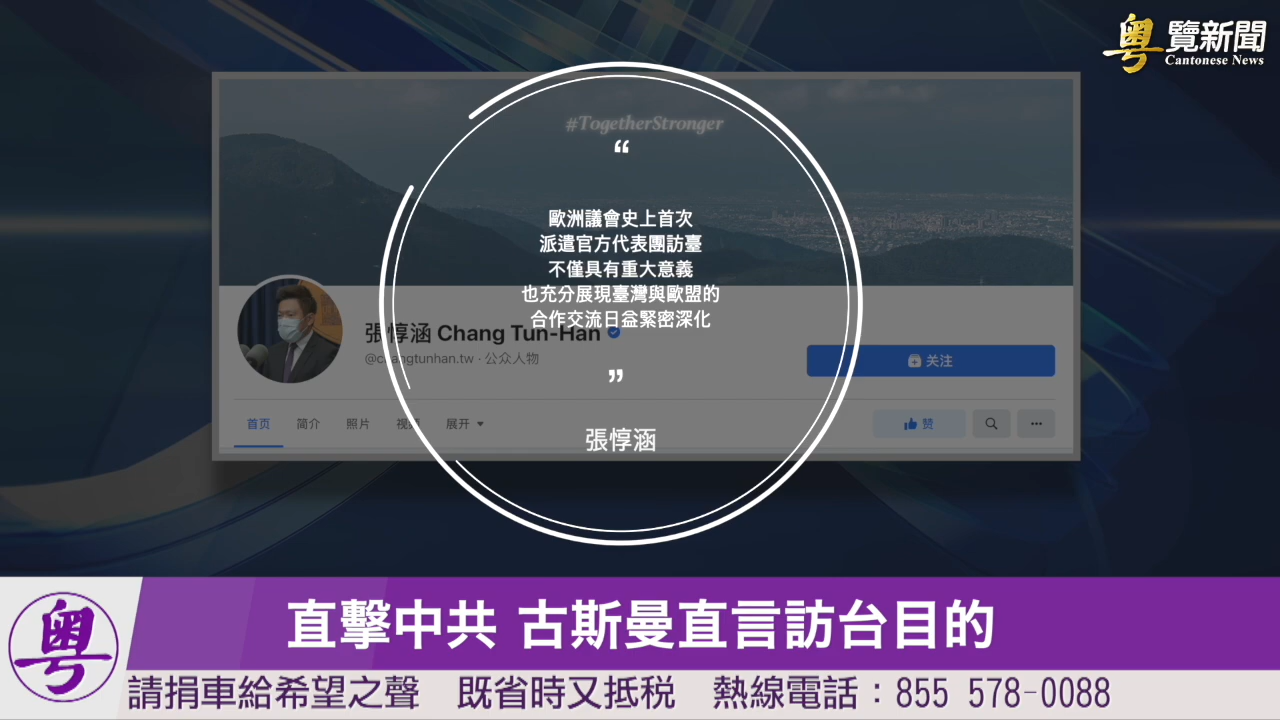 粵覽新聞
Cantonese News
#TogetherStronger
“
歐洲議會史上首次
派遣官方代表團訪臺
不僅具有重大意義
也充分展現臺灣與歐盟的
合作交流日益緊密深化
張惇涵 Chang Tun-Han
@changtunhan.tw · 公众人物
关注
”
首页 简介 照片 视频 展开
赞
張惇涵
直擊中共 古斯曼直言訪台目的
粵
請捐車給希望之聲 既省時又抵税 熱線電話：855 578-0088